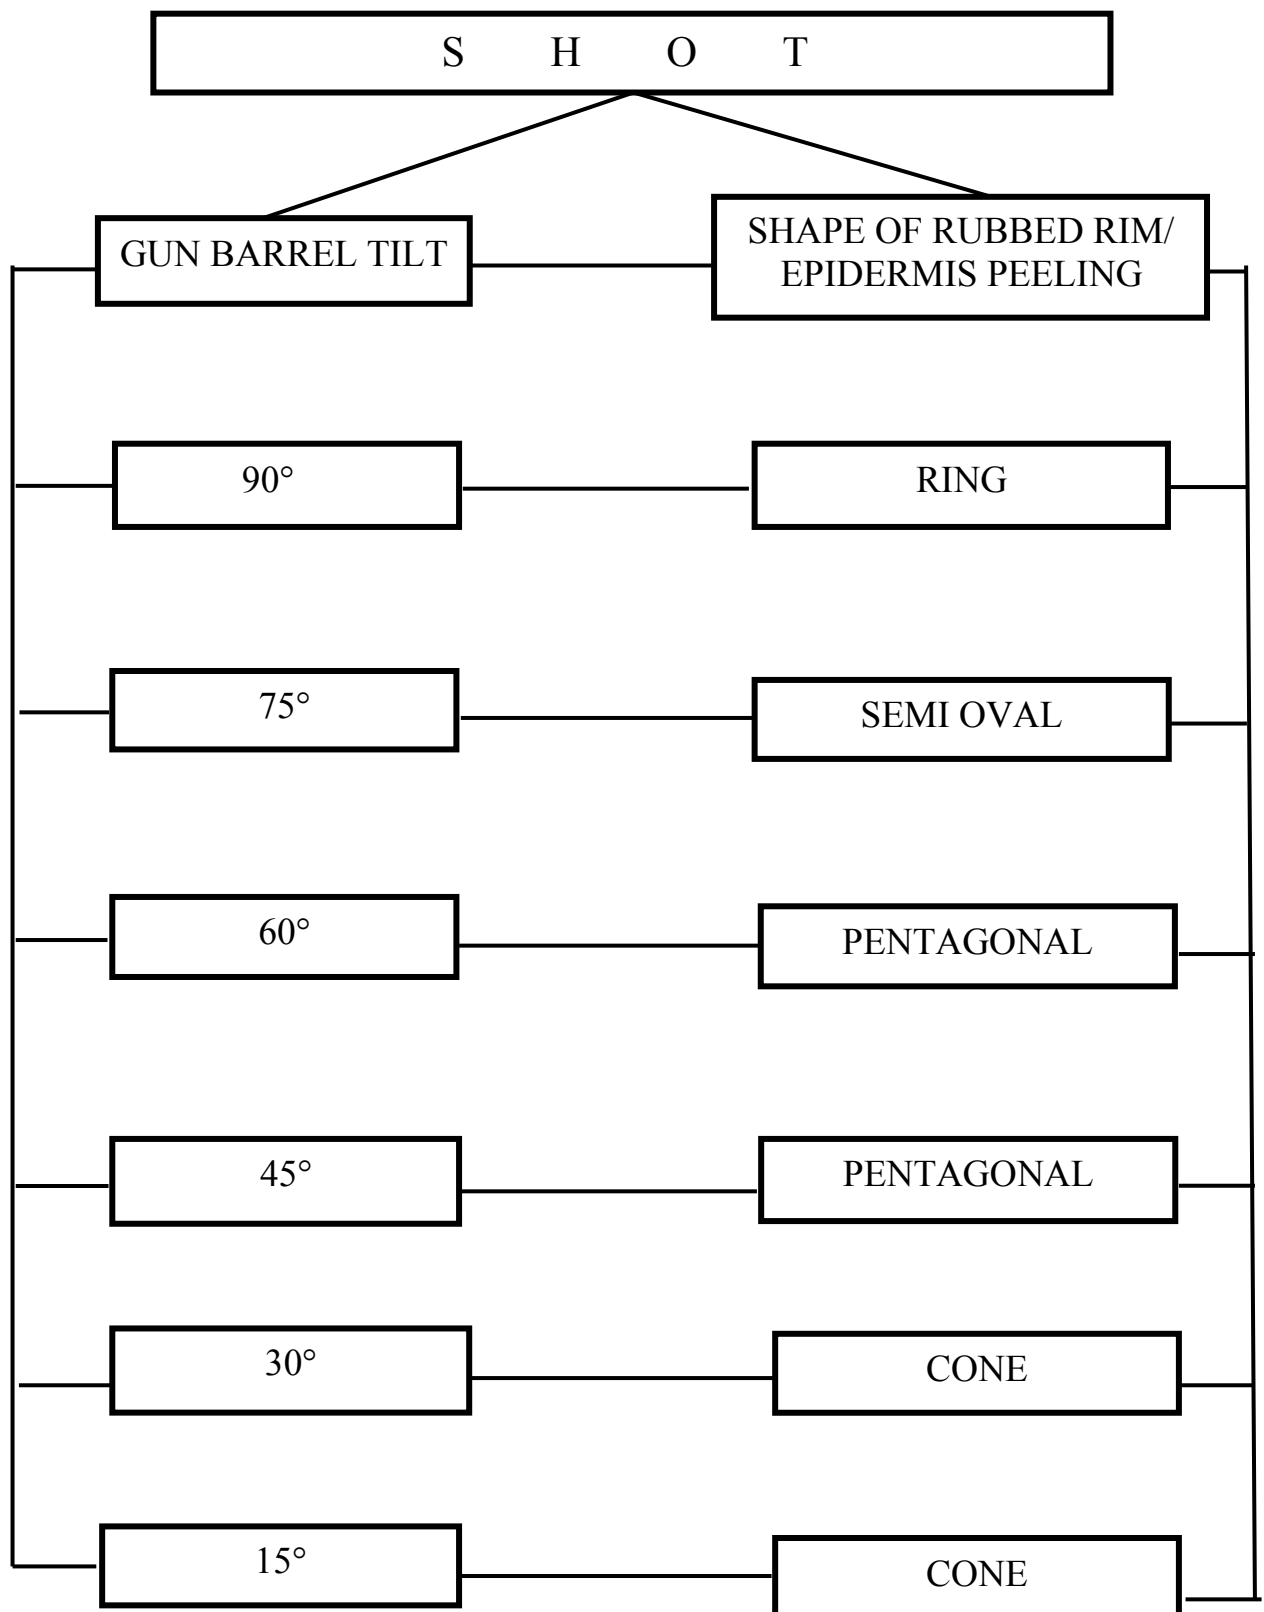 S H O T
GUN BARREL TILT
SHAPE OF RUBBED RIM/
EPIDERMIS PEELING
90°
RING
75°
SEMI OVAL
60°
PENTAGONAL
45°
PENTAGONAL
30°
CONE
15°
CONE